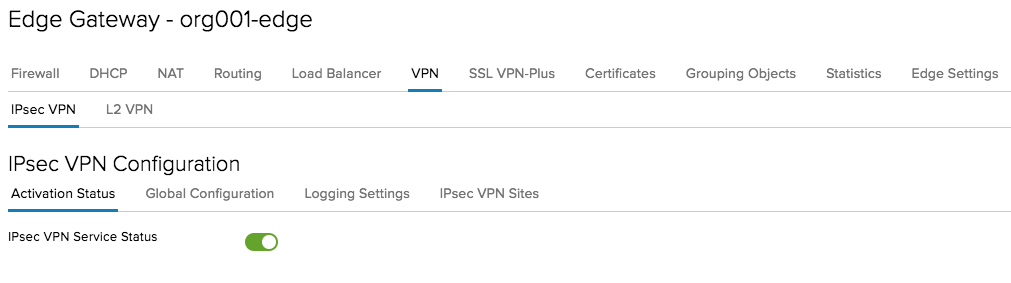 Edge Gateway - org001-edge
Firewall DHCP NAT Routing Load Balancer VPN SSL VPN-Plus Certificates Grouping Objects Statistics Edge Settings
IPsec VPN L2 VPN
IPsec VPN Configuration
Activation Status Global Configuration Logging Settings IPsec VPN Sites
IPsec VPN Service Status